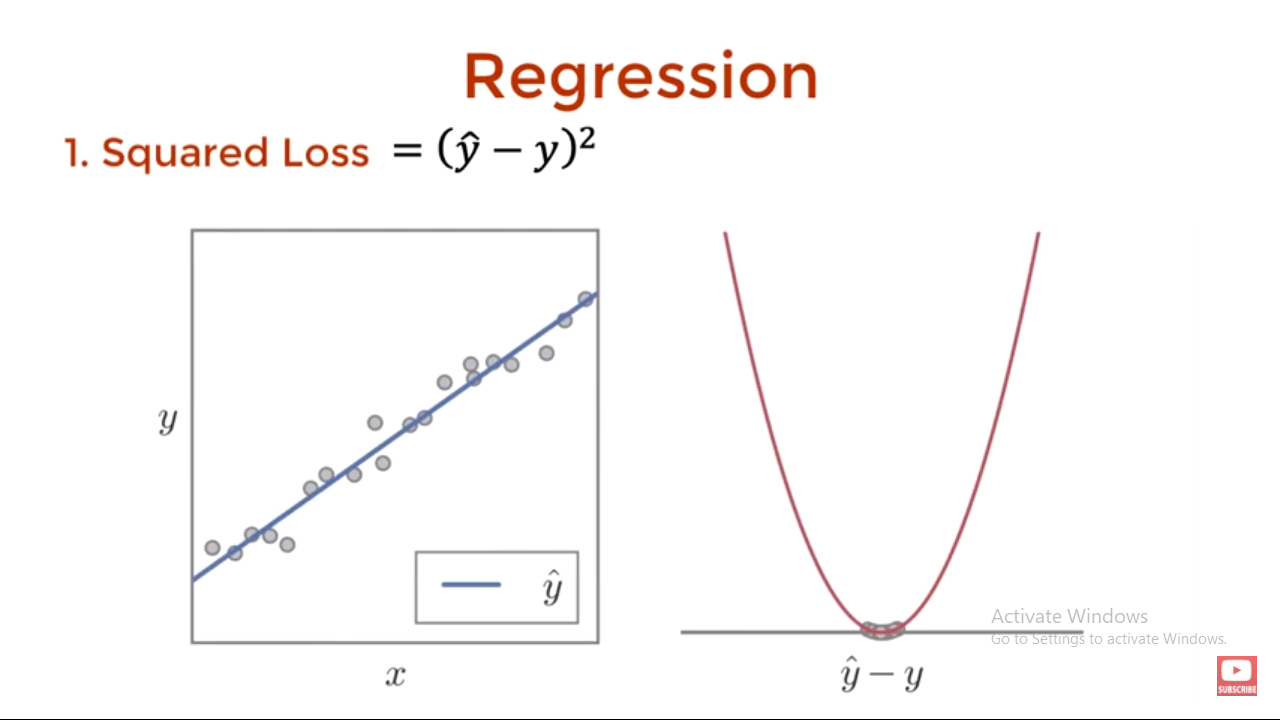 Regression
1. Squared Loss = (ŷ − y)²
y
ŷ
x
ŷ − y
Activate Windows
Go to Settings to activate Windows.
SUBSCRIBE